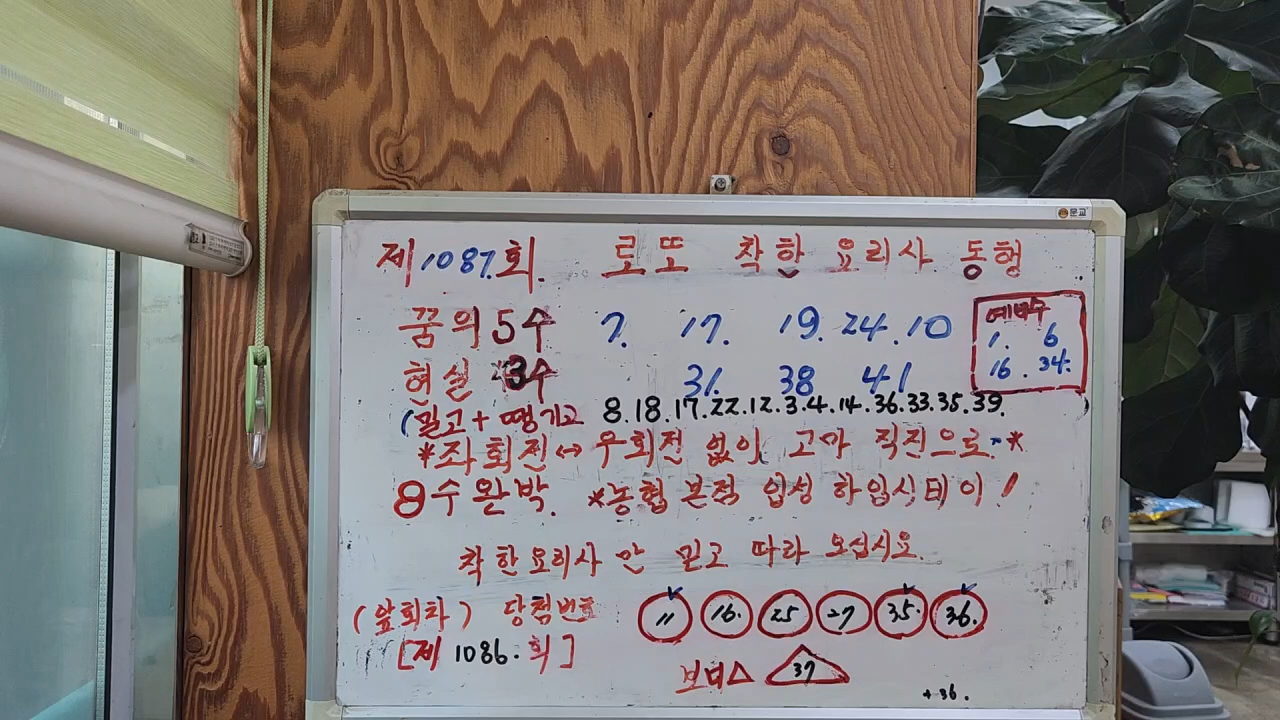 문교
제1087회. 로또 착한 요리사 동행
꿈의 5수 7. 17. 19. 24. 10
예비수
1. 6
16. 34.
현실 3수 31. 38 41
(밀고+땡기고 8.18.17.22.12.3.4.14.36.33.35.39.)
*좌회전↔우회전 없이 고마 직진으로~*
8수완박. *농협 본점 입성 하입시데이!
착한요리사 만 믿고 따라 오십시요.
(앞회차) 당첨번호 11 16. 25 27 35. 36.
[제 1086.회]
보너스 37
+36.